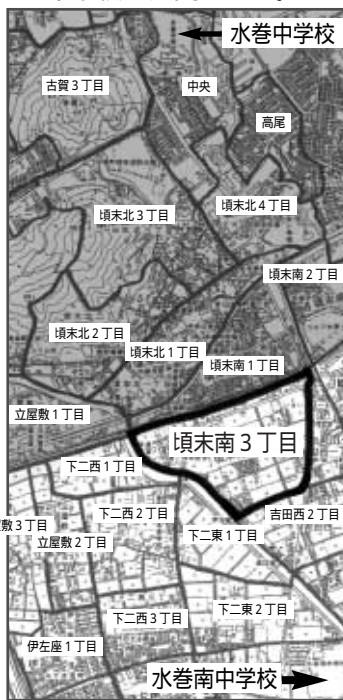 水巻中学校
古賀3丁目
中央
高尾
頃末北3丁目
頃末北4丁目
頃末南2丁目
頃末北2丁目
頃末北1丁目
頃末南1丁目
立屋敷1丁目
頃末南3丁目
下二西1丁目
下二西2丁目
吉田西2丁目
敷3丁目
立屋敷2丁目
下二東1丁目
下二西3丁目
下二東2丁目
伊左座1丁目
水巻南中学校